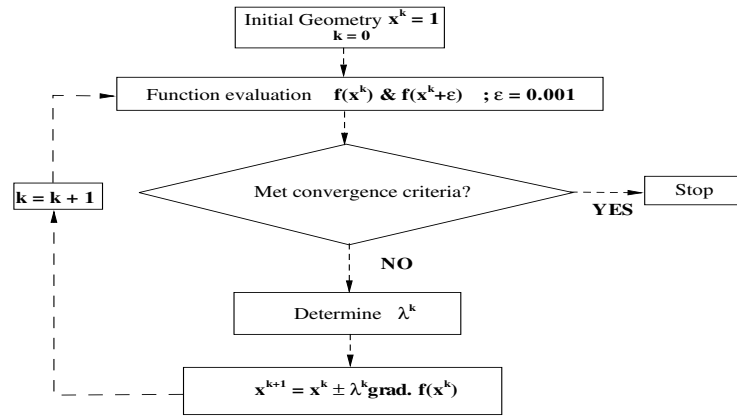 Initial Geometry x^k = 1
k = 0
Function evaluation f(x^k) & f(x^k+ε) ; ε = 0.001
Met convergence criteria?
YES
Stop
k = k + 1
NO
Determine λ^k
x^{k+1} = x^k ± λ^k grad. f(x^k)